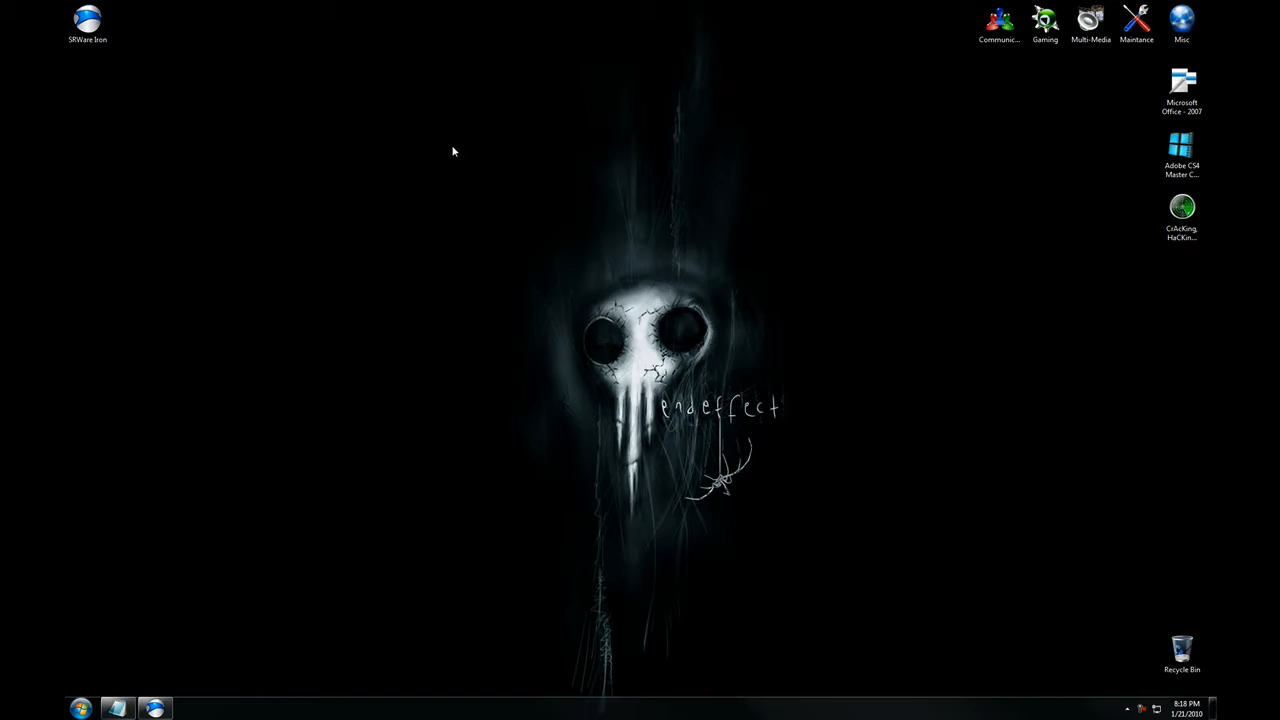 SRWare Iron
Communic...
Gaming
Multi-Media
Maintance
Misc
Microsoft
Office - 2007
Adobe CS4
Master C...
CrAcKing,
HaCKin...
endeffect
Recycle Bin
8:18 PM
1/21/2010